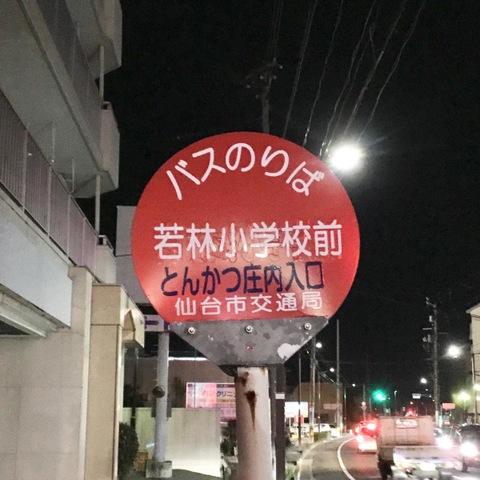 バスのりば
若林小学校前
とんかつ庄内入口
仙台市交通局